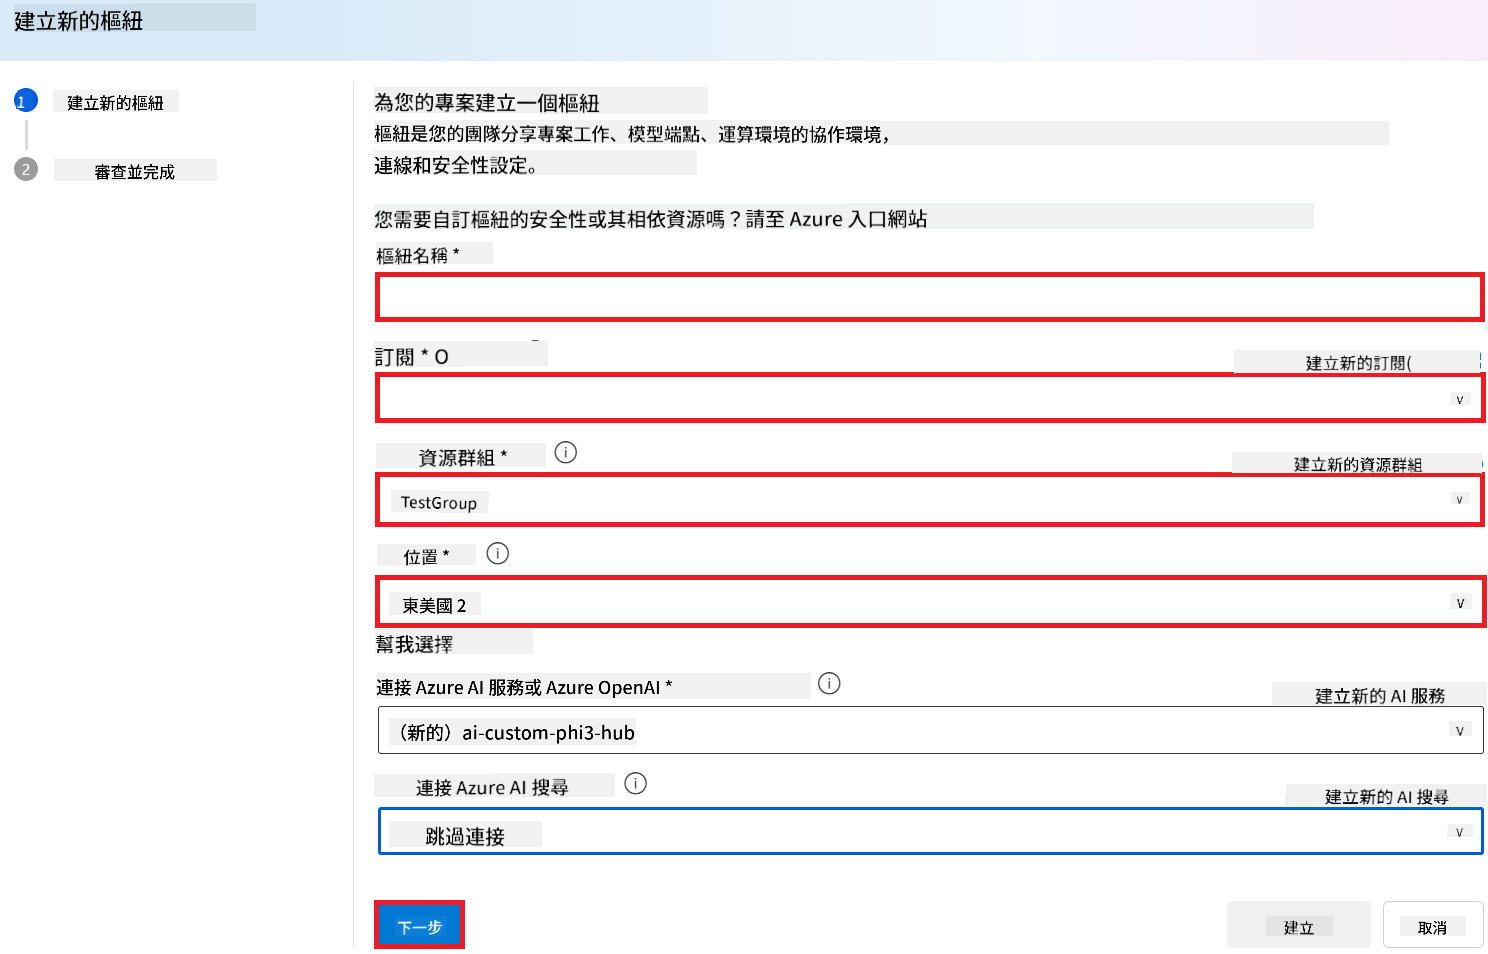 建立新的樞紐
1 建立新的樞紐
2 審查並完成
為您的專案建立一個樞紐
樞紐是您的團隊分享專案工作、模型端點、運算環境的協作環境，
連線和安全性設定。
您需要自訂樞紐的安全性或其相依資源嗎？請至 Azure 入口網站
樞紐名稱 *
訂閱 * O
建立新的訂閱(
資源群組 *
建立新的資源群組
TestGroup
位置 *
東美國 2
幫我選擇
連接 Azure AI 服務或 Azure OpenAI *
建立新的 AI 服務
（新的）ai-custom-phi3-hub
連接 Azure AI 搜尋
建立新的 AI 搜尋
跳過連接
下一步
建立
取消